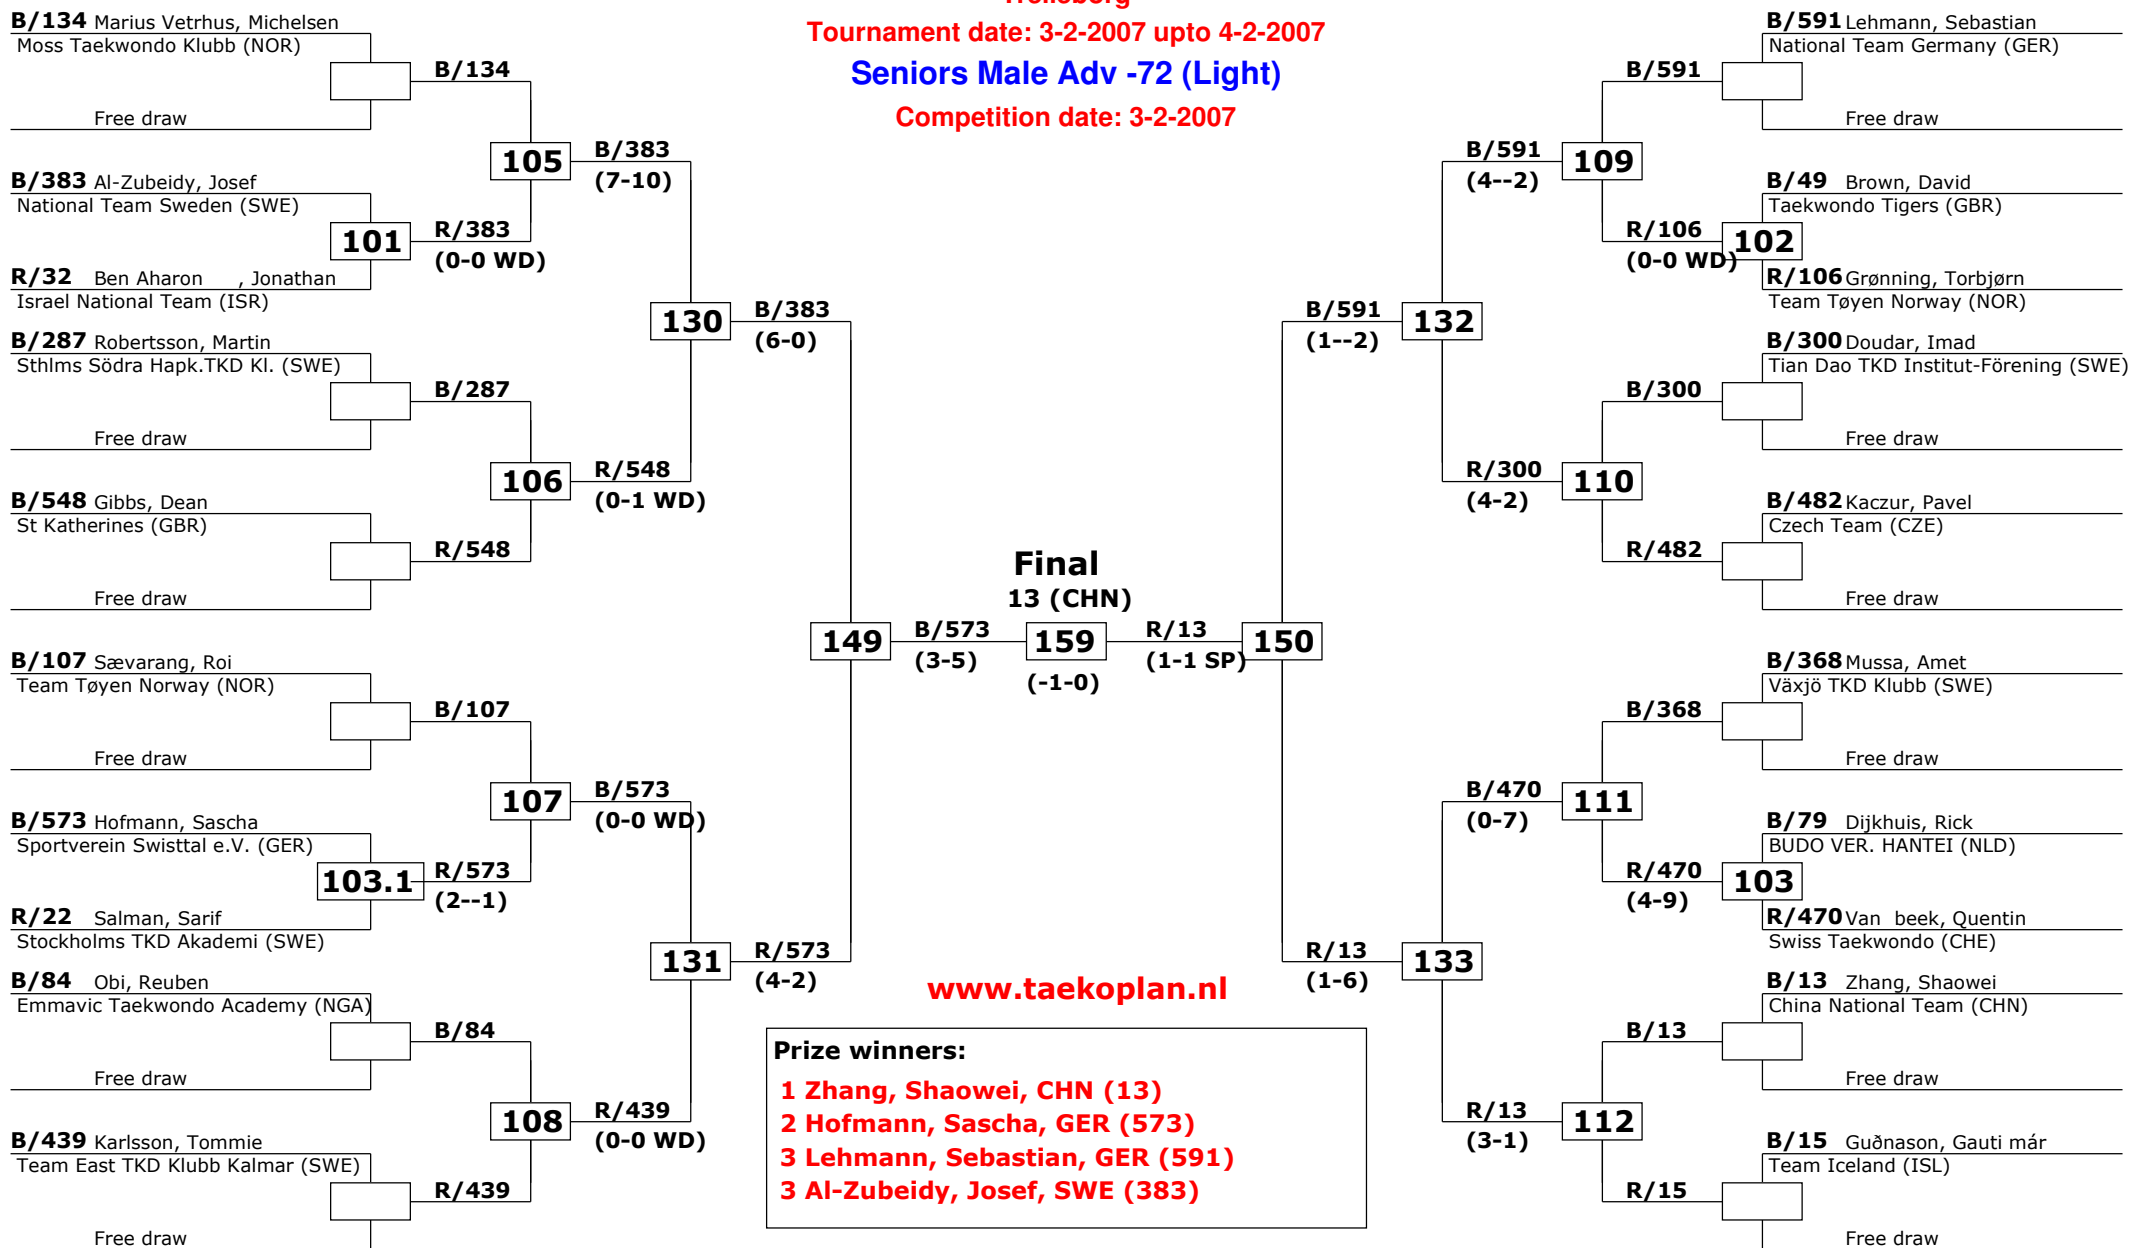 Trelleborg
Tournament date: 3-2-2007 upto 4-2-2007
Seniors Male Adv -72 (Light)
Competition date: 3-2-2007
B/134 Marius Vetrhus, Michelsen
Moss Taekwondo Klubb (NOR)
B/134
Free draw
105
B/383
(7-10)
B/383 Al-Zubeidy, Josef
National Team Sweden (SWE)
101
R/383
(0-0 WD)
R/32 Ben Aharon , Jonathan
Israel National Team (ISR)
130
B/383
(6-0)
B/287 Robertsson, Martin
Sthlms Södra Hapk.TKD Kl. (SWE)
B/287
Free draw
106
R/548
(0-1 WD)
B/548 Gibbs, Dean
St Katherines (GBR)
R/548
Free draw
149
B/573
(3-5)
B/107 Sævarang, Roi
Team Tøyen Norway (NOR)
B/107
Free draw
107
B/573
(0-0 WD)
B/573 Hofmann, Sascha
Sportverein Swisttal e.V. (GER)
103.1
R/573
(2--1)
R/22 Salman, Sarif
Stockholms TKD Akademi (SWE)
131
R/573
(4-2)
B/84 Obi, Reuben
Emmavic Taekwondo Academy (NGA)
B/84
Free draw
108
R/439
(0-0 WD)
B/439 Karlsson, Tommie
Team East TKD Klubb Kalmar (SWE)
R/439
Free draw
Final
13 (CHN)
159
(-1-0)
R/13
(1-1 SP)
150
B/591 Lehmann, Sebastian
National Team Germany (GER)
B/591
Free draw
B/591
(4--2)
109
B/49 Brown, David
Taekwondo Tigers (GBR)
R/106
(0-0 WD)
102
R/106 Grønning, Torbjørn
Team Tøyen Norway (NOR)
B/591
(1--2)
132
B/300 Doudar, Imad
Tian Dao TKD Institut-Förening (SWE)
B/300
Free draw
R/300
(4-2)
110
B/482 Kaczur, Pavel
Czech Team (CZE)
R/482
Free draw
B/368 Mussa, Amet
Växjö TKD Klubb (SWE)
B/368
Free draw
B/470
(0-7)
111
B/79 Dijkhuis, Rick
BUDO VER. HANTEI (NLD)
R/470
(4-9)
103
R/470 Van beek, Quentin
Swiss Taekwondo (CHE)
R/13
(1-6)
133
B/13 Zhang, Shaowei
China National Team (CHN)
B/13
Free draw
R/13
(3-1)
112
B/15 Guðnason, Gauti már
Team Iceland (ISL)
R/15
Free draw
www.taekoplan.nl
Prize winners:
1 Zhang, Shaowei, CHN (13)
2 Hofmann, Sascha, GER (573)
3 Lehmann, Sebastian, GER (591)
3 Al-Zubeidy, Josef, SWE (383)